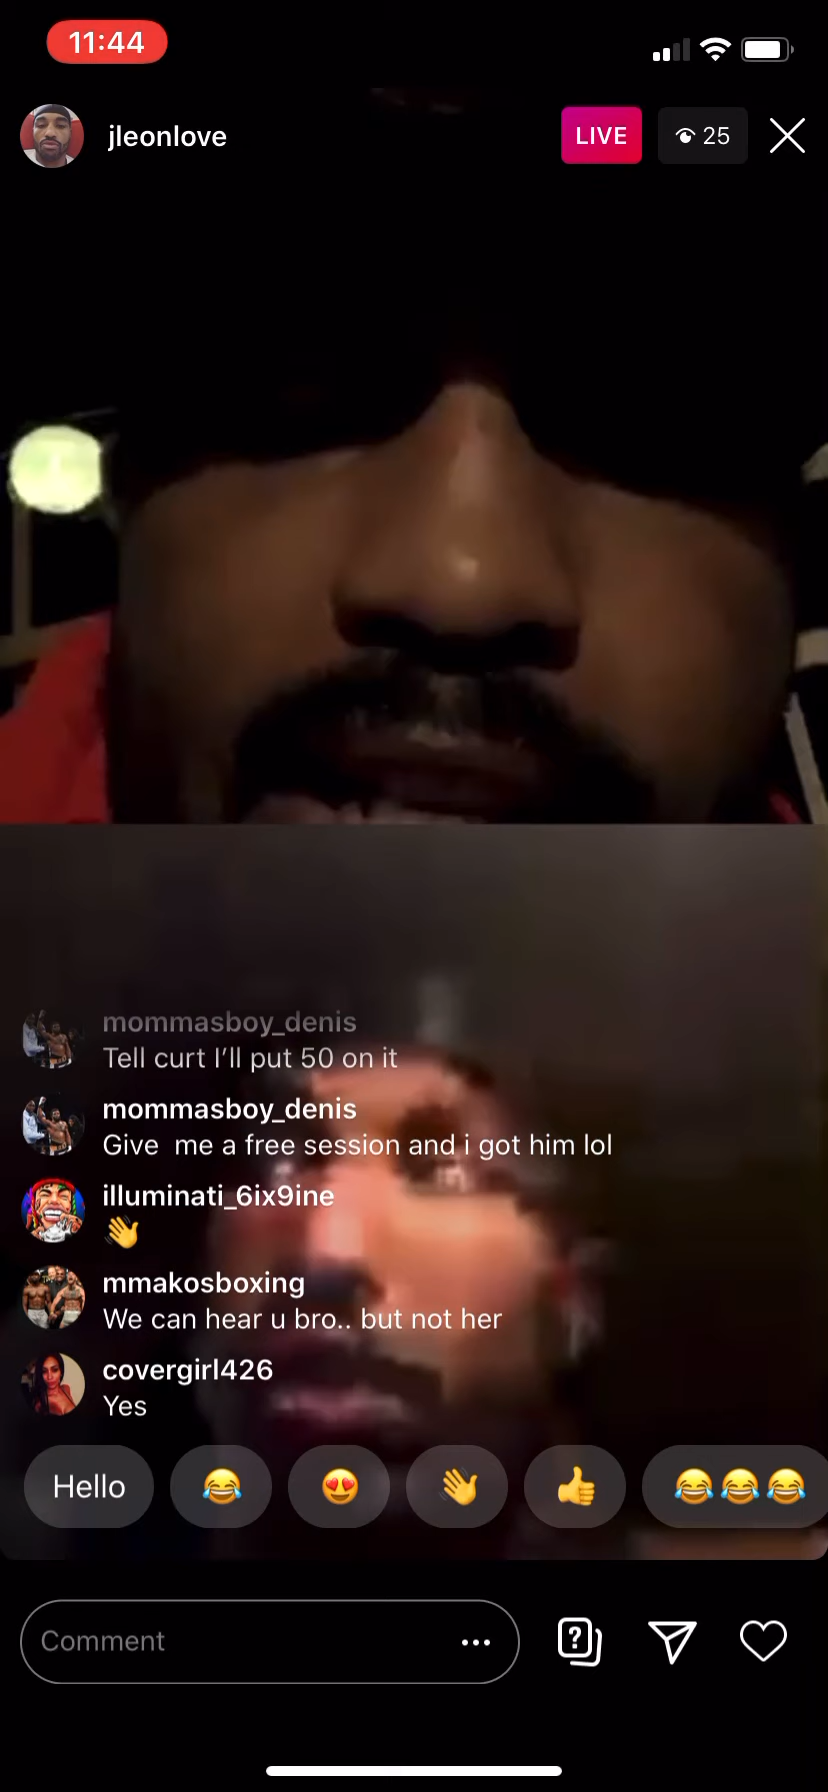 11:44
jleonlove
LIVE
25
mommasboy_denis
Tell curt I’ll put 50 on it
mommasboy_denis
Give  me a free session and i got him lol
illuminati_6ix9ine
👋
mmakosboxing
We can hear u bro.. but not her
covergirl426
Yes
Hello 😂 😍 👋 👍 😂😂😂
Comment